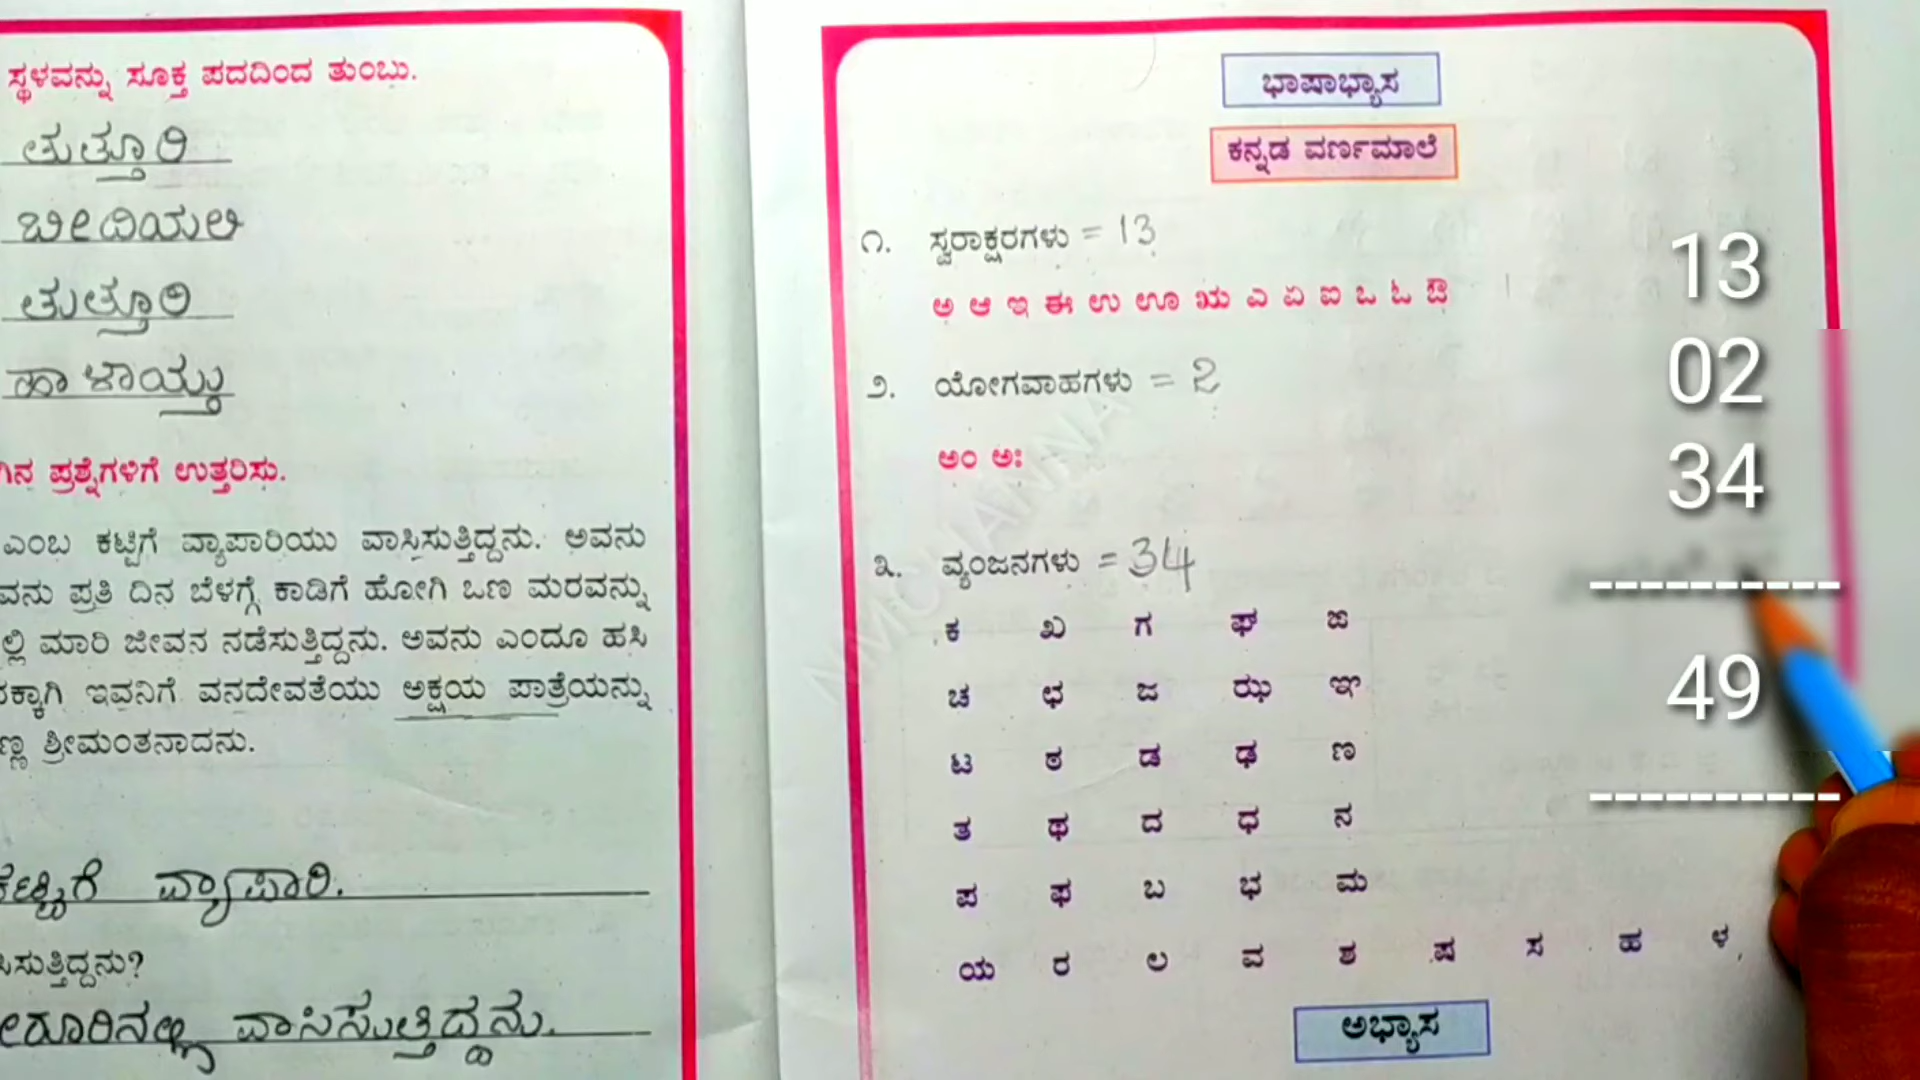 ಸ್ಥಳವನ್ನು ಸೂಕ್ತ ಪದದಿಂದ ತುಂಬು.
ತುತ್ತೂರಿ
ಬೀದಿಯಲಿ
ತುತ್ತೂರಿ
ಹಾಳಾಯ್ತು
ಪ್ರಶ್ನೆಗಳಿಗೆ ಉತ್ತರಿಸು.
ಎಂಬ ಕಟ್ಟಿಗೆ ವ್ಯಾಪಾರಿಯು ವಾಸಿಸುತ್ತಿದ್ದನು. ಅವನು
ಪ್ರತಿ ದಿನ ಬೆಳಗ್ಗೆ ಕಾಡಿಗೆ ಹೋಗಿ ಒಣ ಮರವನ್ನು
ಮಾರಿ ಜೀವನ ನಡೆಸುತ್ತಿದ್ದನು. ಅವನು ಎಂದೂ ಹಸಿ
ಇವನಿಗೆ ವನದೇವತೆಯು ಅಕ್ಷಯ ಪಾತ್ರೆಯನ್ನು
ಶ್ರೀಮಂತನಾದನು.
ವ್ಯಾಪಾರಿ.
ಸಿಸುತ್ತಿದ್ದನು?
ವಾಸಿಸುತ್ತಿದ್ದನು.
ಭಾಷಾಭ್ಯಾಸ
ಕನ್ನಡ ವರ್ಣಮಾಲೆ
೧. ಸ್ವರಾಕ್ಷರಗಳು = 13
ಅ ಆ ಇ ಈ ಉ ಊ ಋ ಎ ಏ ಐ ಒ ಓ ಔ
೨. ಯೋಗವಾಹಗಳು = 2
ಅಂ ಅಃ
೩. ವ್ಯಂಜನಗಳು = 34
ಕ ಖ ಗ ಘ ಙ
ಚ ಛ ಜ ಝ ಞ
ಟ ಠ ಡ ಢ ಣ
ತ ಥ ದ ಧ ನ
ಪ ಫ ಬ ಭ ಮ
ಯ ರ ಲ ವ ಶ ಷ ಸ ಹ ಳ
ಅಭ್ಯಾಸ
13
02
34
49